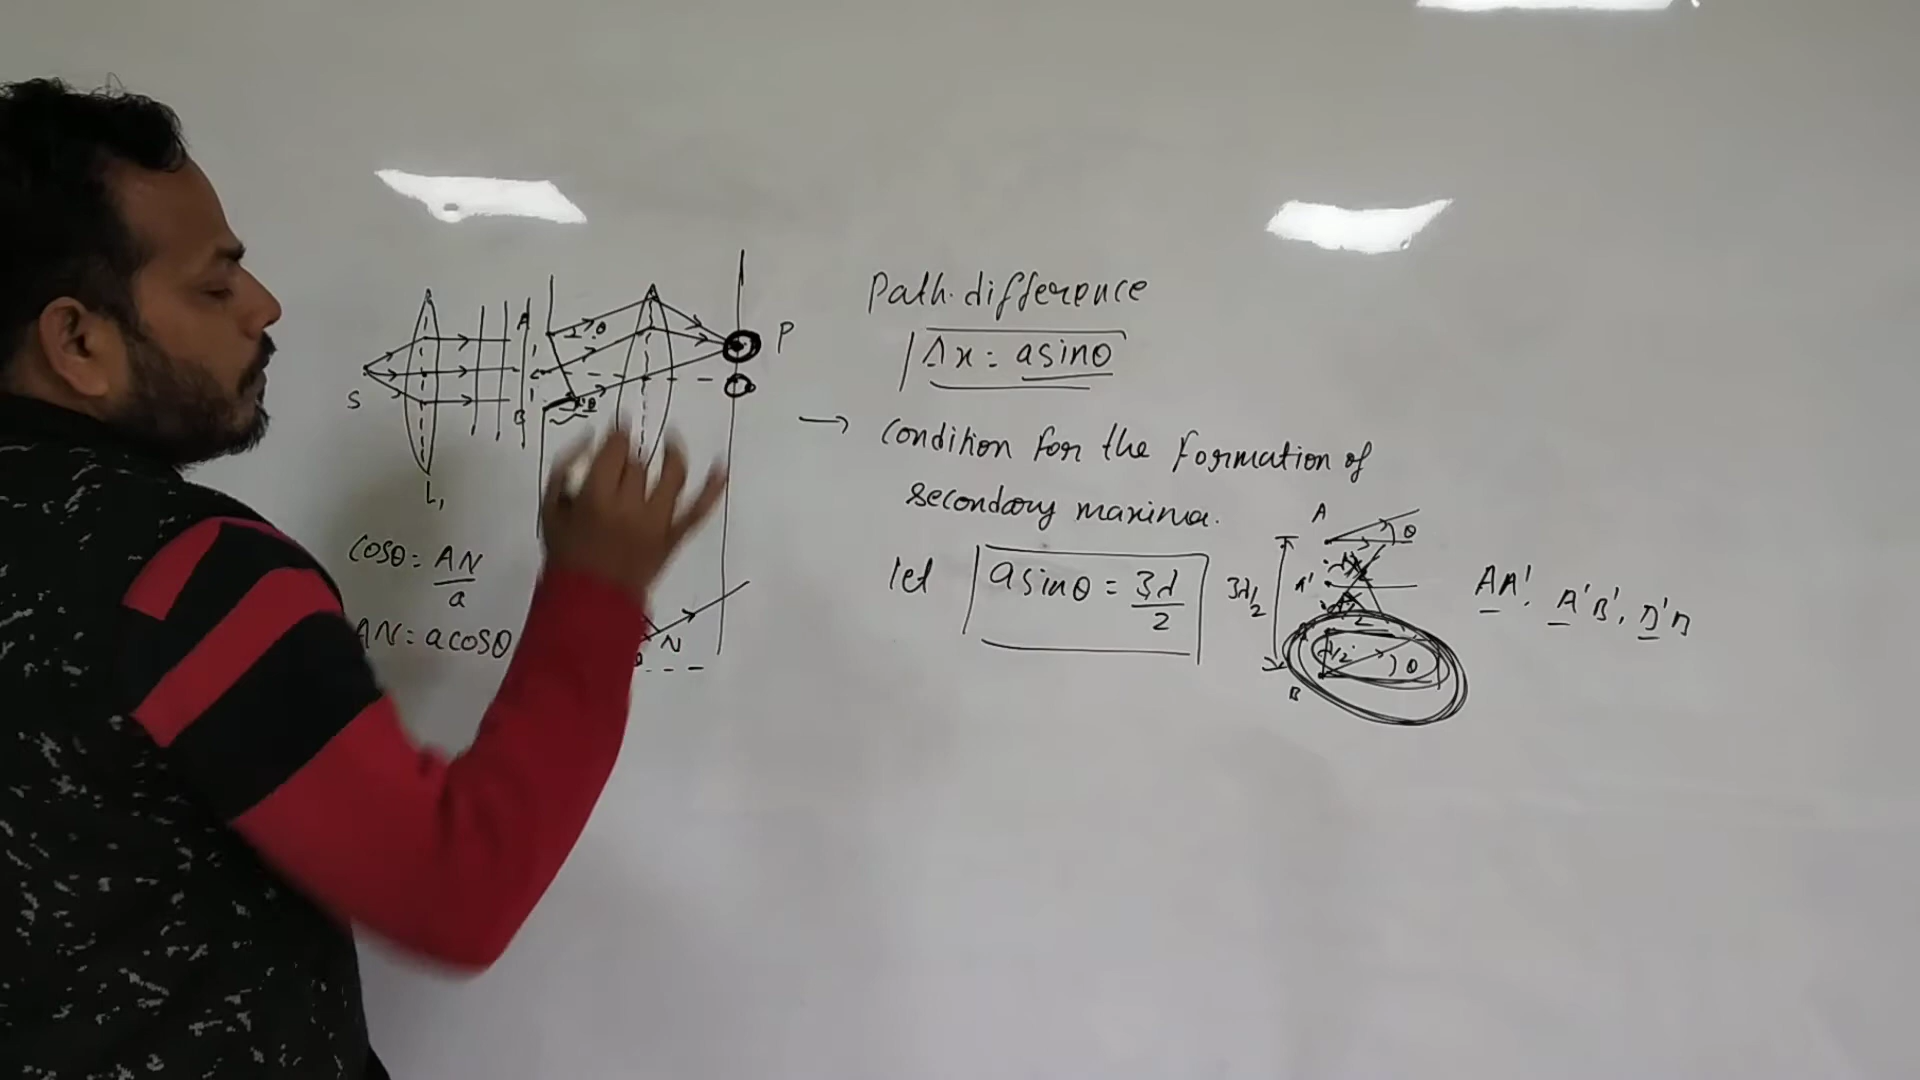 S
L₁
A
θ
B
θ
P
cosθ = AN/a
AN = acosθ
N
Path difference
Δx = asinθ
→ Condition for the formation of
secondary maxima.
let asinθ = 3λ/2
3λ/2
A
θ
A'
λ/2
θ
B
AA', A'B', B'B